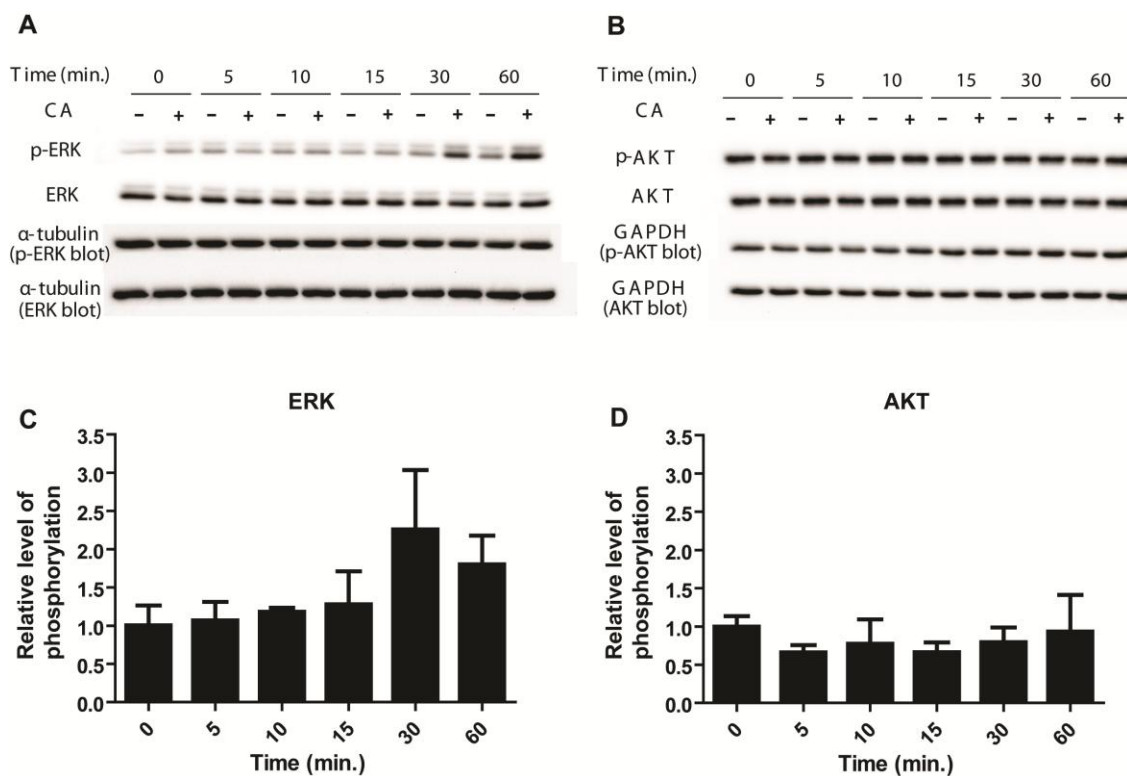 A
Time (min.) 0 5 10 15 30 60
CA - + - + - + - + - + - +
p-ERK
ERK
α-tubulin
(p-ERK blot)
α-tubulin
(ERK blot)
B
Time (min.) 0 5 10 15 30 60
CA - + - + - + - + - + - +
p-AKT
AKT
GAPDH
(p-AKT blot)
GAPDH
(AKT blot)
C
ERK
Relative level of
phosphorylation
3.5
3.0
2.5
2.0
1.5
1.0
0.5
0.0
0 5 10 15 30 60
Time (min.)
D
AKT
Relative level of
phosphorylation
3.5
3.0
2.5
2.0
1.5
1.0
0.5
0.0
0 5 10 15 30 60
Time (min.)